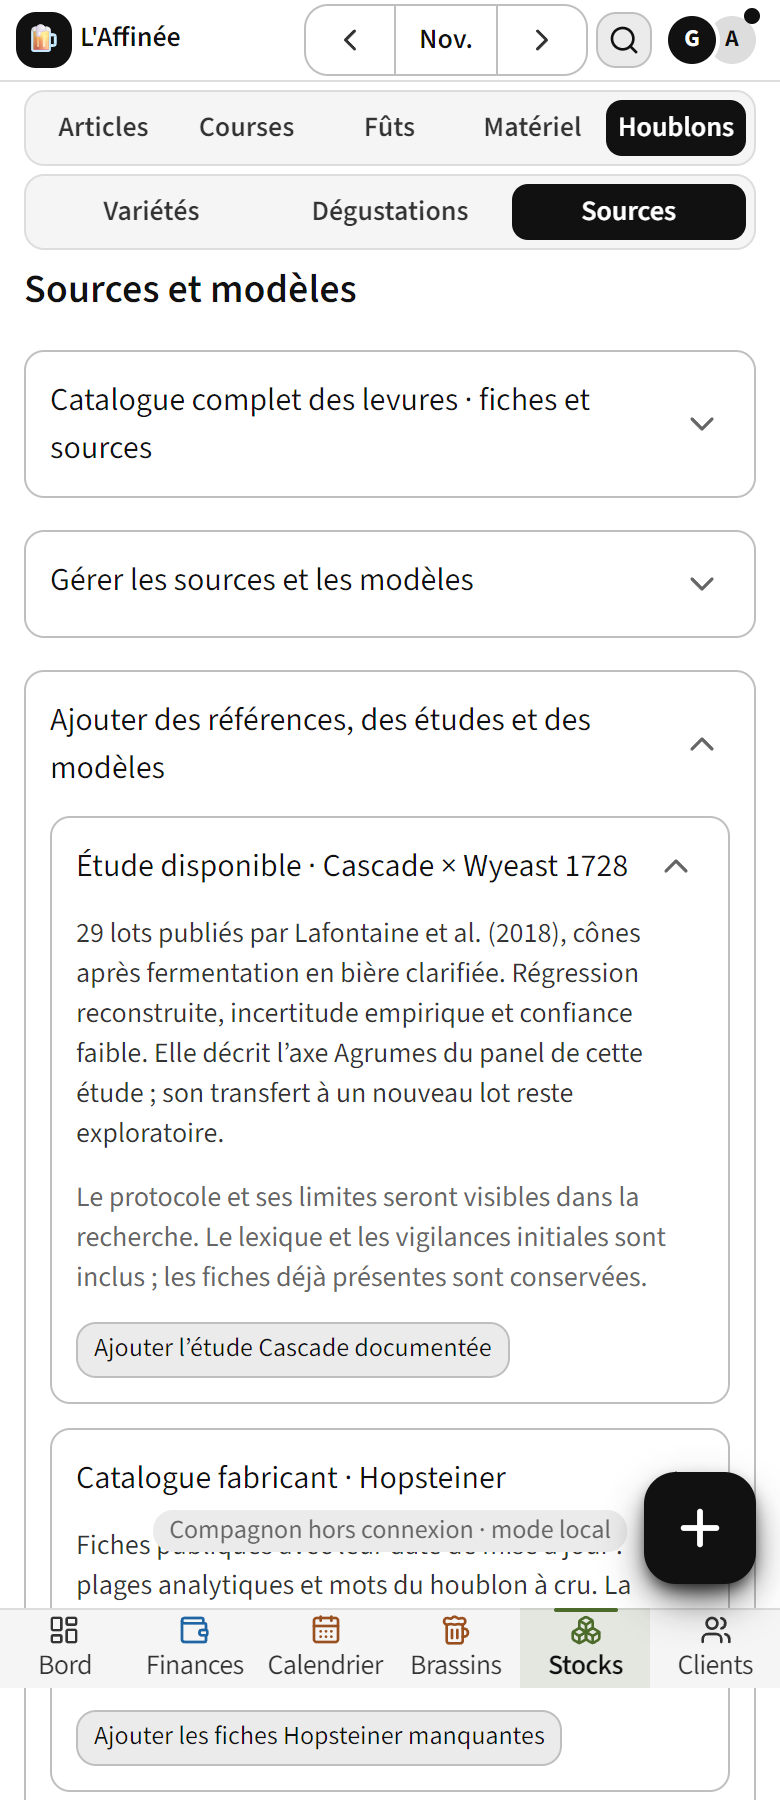 L'Affinée
Nov.
G
A
Articles
Courses
Fûts
Matériel
Houblons
Variétés
Dégustations
Sources
Sources et modèles
Catalogue complet des levures · fiches et
sources
Gérer les sources et les modèles
Ajouter des références, des études et des
modèles
Étude disponible · Cascade × Wyeast 1728
29 lots publiés par Lafontaine et al. (2018), cônes
après fermentation en bière clarifiée. Régression
reconstruite, incertitude empirique et confiance
faible. Elle décrit l’axe Agrumes du panel de cette
étude ; son transfert à un nouveau lot reste
exploratoire.
Le protocole et ses limites seront visibles dans la
recherche. Le lexique et les vigilances initiales sont
inclus ; les fiches déjà présentes sont conservées.
Ajouter l’étude Cascade documentée
Catalogue fabricant · Hopsteiner
Compagnon hors connexion · mode local
Fiches
plages analytiques et mots du houblon à cru. La
Bord
Finances
Calendrier
Brassins
Stocks
Clients
Ajouter les fiches Hopsteiner manquantes